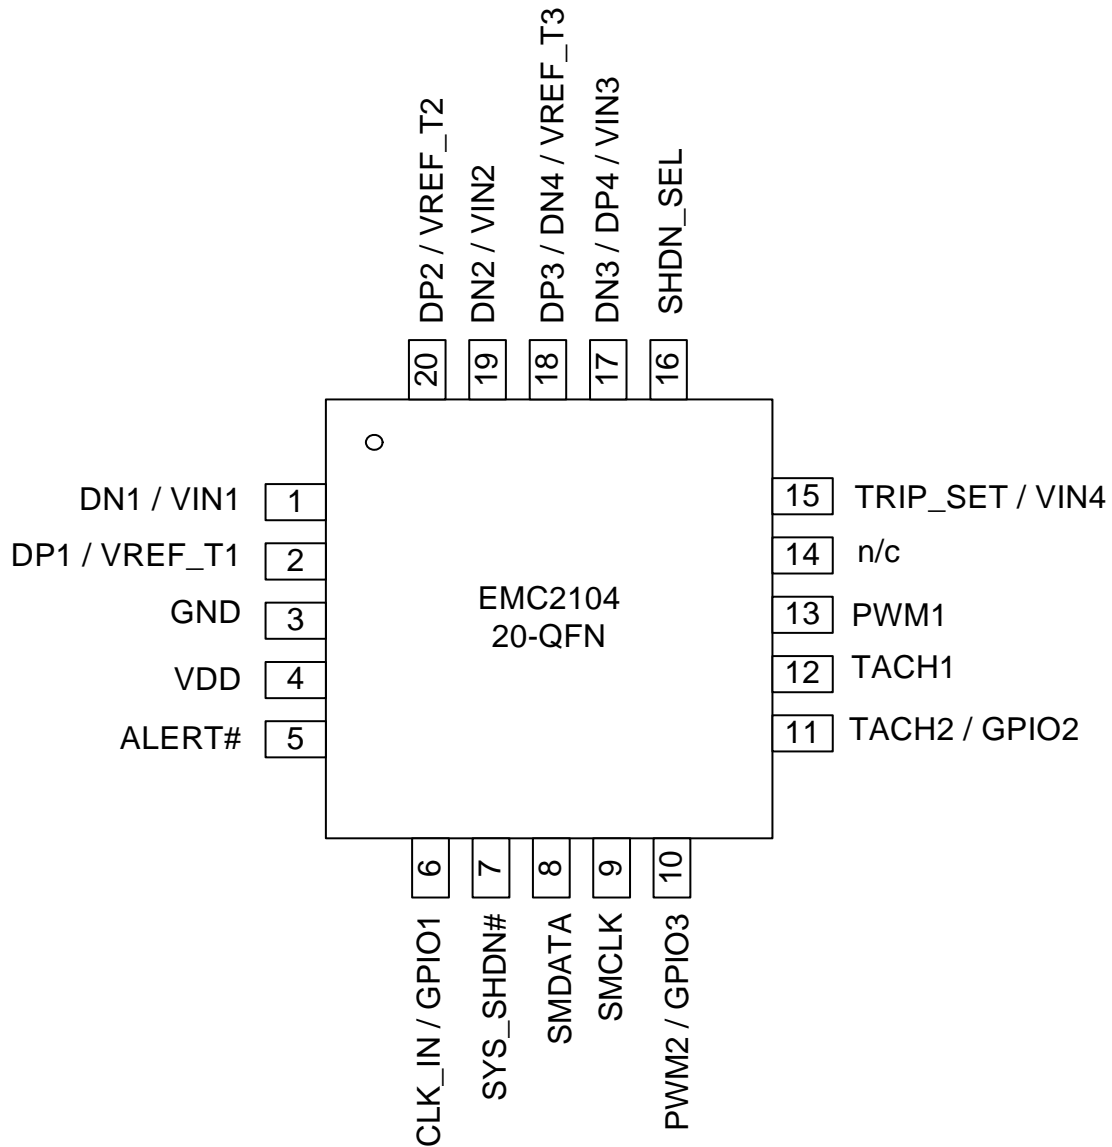 DP2 / VREF_T2
DN2 / VIN2
DP3 / DN4 / VREF_T3
DN3 / DP4 / VIN3
SHDN_SEL
20
19
18
17
16
DN1 / VIN1 1
DP1 / VREF_T1 2
GND 3
VDD 4
ALERT# 5
EMC2104
20-QFN
15 TRIP_SET / VIN4
14 n/c
13 PWM1
12 TACH1
11 TACH2 / GPIO2
6
7
8
9
10
CLK_IN / GPIO1
SYS_SHDN#
SMDATA
SMCLK
PWM2 / GPIO3